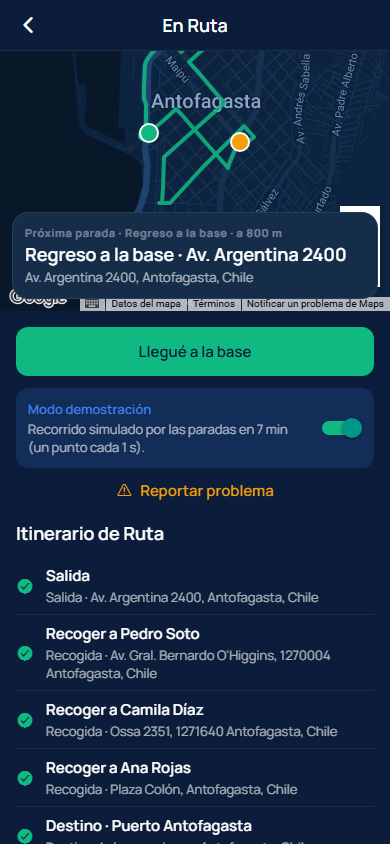 En Ruta
Maipú
Antofagasta
Av. Andrés Sabella
Av. Padre Alberto
Próxima parada · Regreso a la base · a 800 m
Regreso a la base · Av. Argentina 2400
Av. Argentina 2400, Antofagasta, Chile
Google
Datos del mapa
Términos
Notificar un problema de Maps
Llegué a la base
Modo demostración
Recorrido simulado por las paradas en 7 min
(un punto cada 1 s).
Reportar problema
Itinerario de Ruta
Salida
Salida · Av. Argentina 2400, Antofagasta, Chile
Recoger a Pedro Soto
Recogida · Av. Gral. Bernardo O'Higgins, 1270004
Antofagasta, Chile
Recoger a Camila Díaz
Recogida · Ossa 2351, 1271640 Antofagasta, Chile
Recoger a Ana Rojas
Recogida · Plaza Colón, Antofagasta, Chile
Destino · Puerto Antofagasta